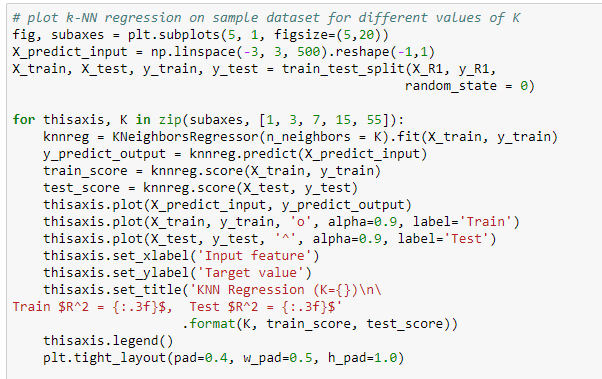 # plot k-NN regression on sample dataset for different values of K
fig, subaxes = plt.subplots(5, 1, figsize=(5,20))
X_predict_input = np.linspace(-3, 3, 500).reshape(-1,1)
X_train, X_test, y_train, y_test = train_test_split(X_R1, y_R1,
                                                   random_state = 0)

for thisaxis, K in zip(subaxes, [1, 3, 7, 15, 55]):
    knnreg = KNeighborsRegressor(n_neighbors = K).fit(X_train, y_train)
    y_predict_output = knnreg.predict(X_predict_input)
    train_score = knnreg.score(X_train, y_train)
    test_score = knnreg.score(X_test, y_test)
    thisaxis.plot(X_predict_input, y_predict_output)
    thisaxis.plot(X_train, y_train, 'o', alpha=0.9, label='Train')
    thisaxis.plot(X_test, y_test, '^', alpha=0.9, label='Test')
    thisaxis.set_xlabel('Input feature')
    thisaxis.set_ylabel('Target value')
    thisaxis.set_title('KNN Regression (K={})\n\
Train $R^2 = {:.3f}$,  Test $R^2 = {:.3f}$'
                      .format(K, train_score, test_score))
    thisaxis.legend()
    plt.tight_layout(pad=0.4, w_pad=0.5, h_pad=1.0)